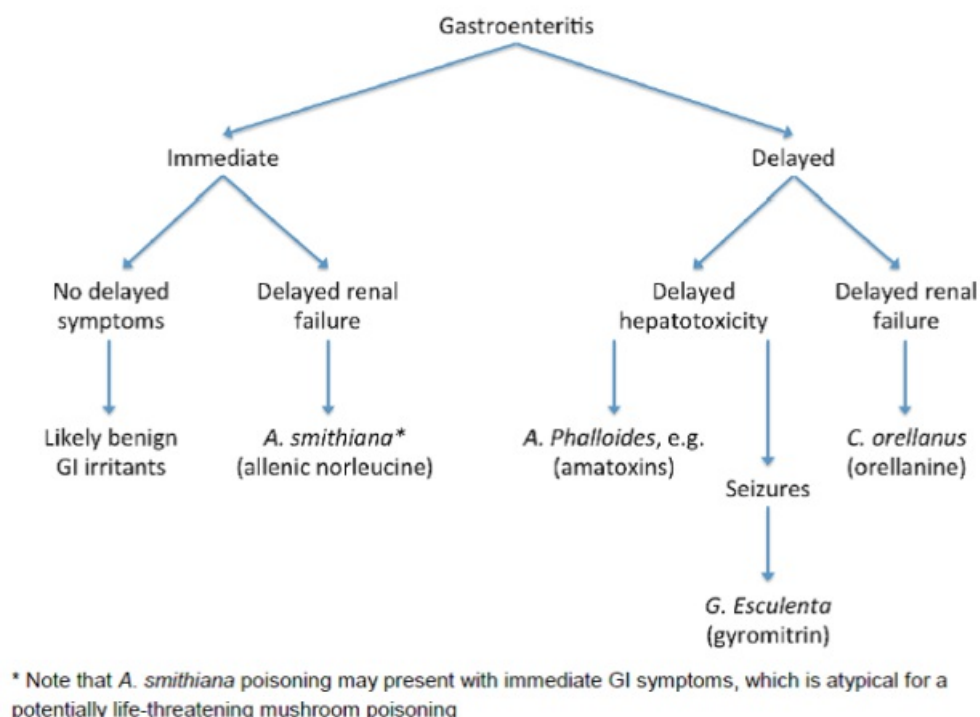 Gastroenteritis
Immediate
Delayed
No delayed
symptoms
Delayed renal
failure
Delayed
hepatotoxicity
Delayed renal
failure
Likely benign
GI irritants
A. smithiana*
(allenic norleucine)
A. Phalloides, e.g.
(amatoxins)
C. orellanus
(orellanine)
Seizures
G. Esculenta
(gyromitrin)
* Note that A. smithiana poisoning may present with immediate GI symptoms, which is atypical for a
potentially life-threatening mushroom poisoning